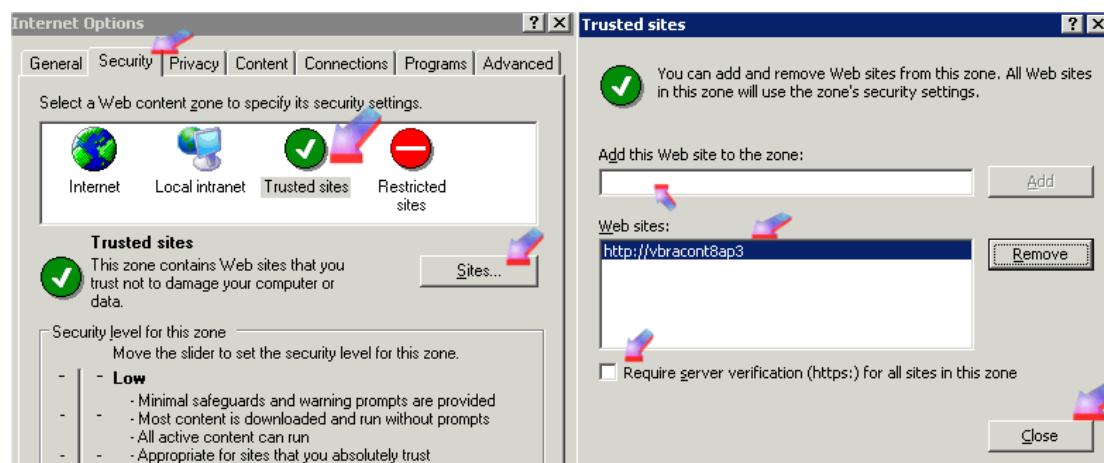 Internet Options
? X
General Security Privacy Content Connections Programs Advanced
Select a Web content zone to specify its security settings.
Internet
Local intranet
Trusted sites
Restricted
sites
Trusted sites
This zone contains Web sites that you
trust not to damage your computer or
data.
Sites...
Security level for this zone
Move the slider to set the security level for this zone.
Low
- Minimal safeguards and warning prompts are provided
- Most content is downloaded and run without prompts
- All active content can run
- Appropriate for sites that you absolutely trust
Trusted sites
? X
You can add and remove Web sites from this zone. All Web sites
in this zone will use the zone's security settings.
Add this Web site to the zone:
Add
Web sites:
http://vbracont8ap3
Remove
Require server verification (https:) for all sites in this zone
Close